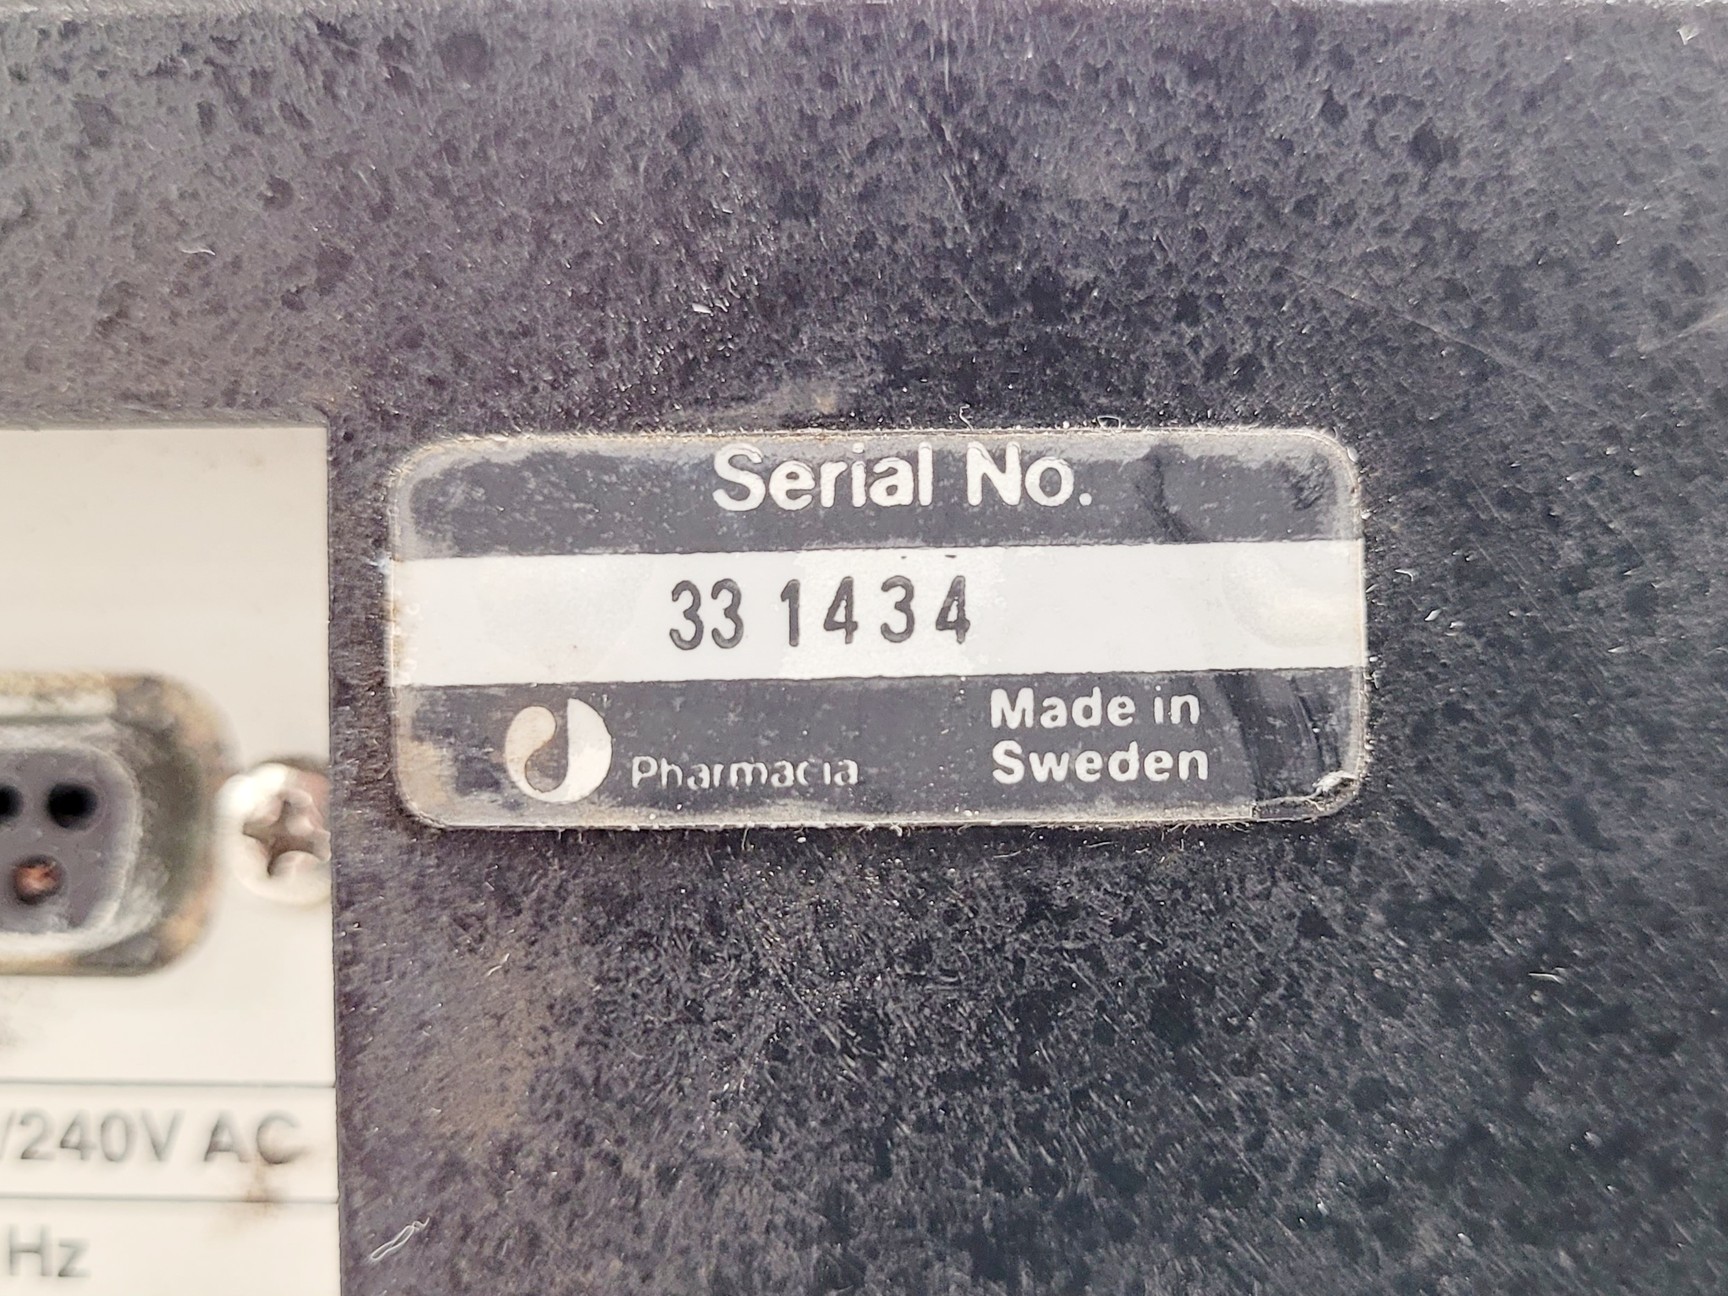 Serial No.
33 1434
Pharmacia
Made in
Sweden
/240V AC
Hz